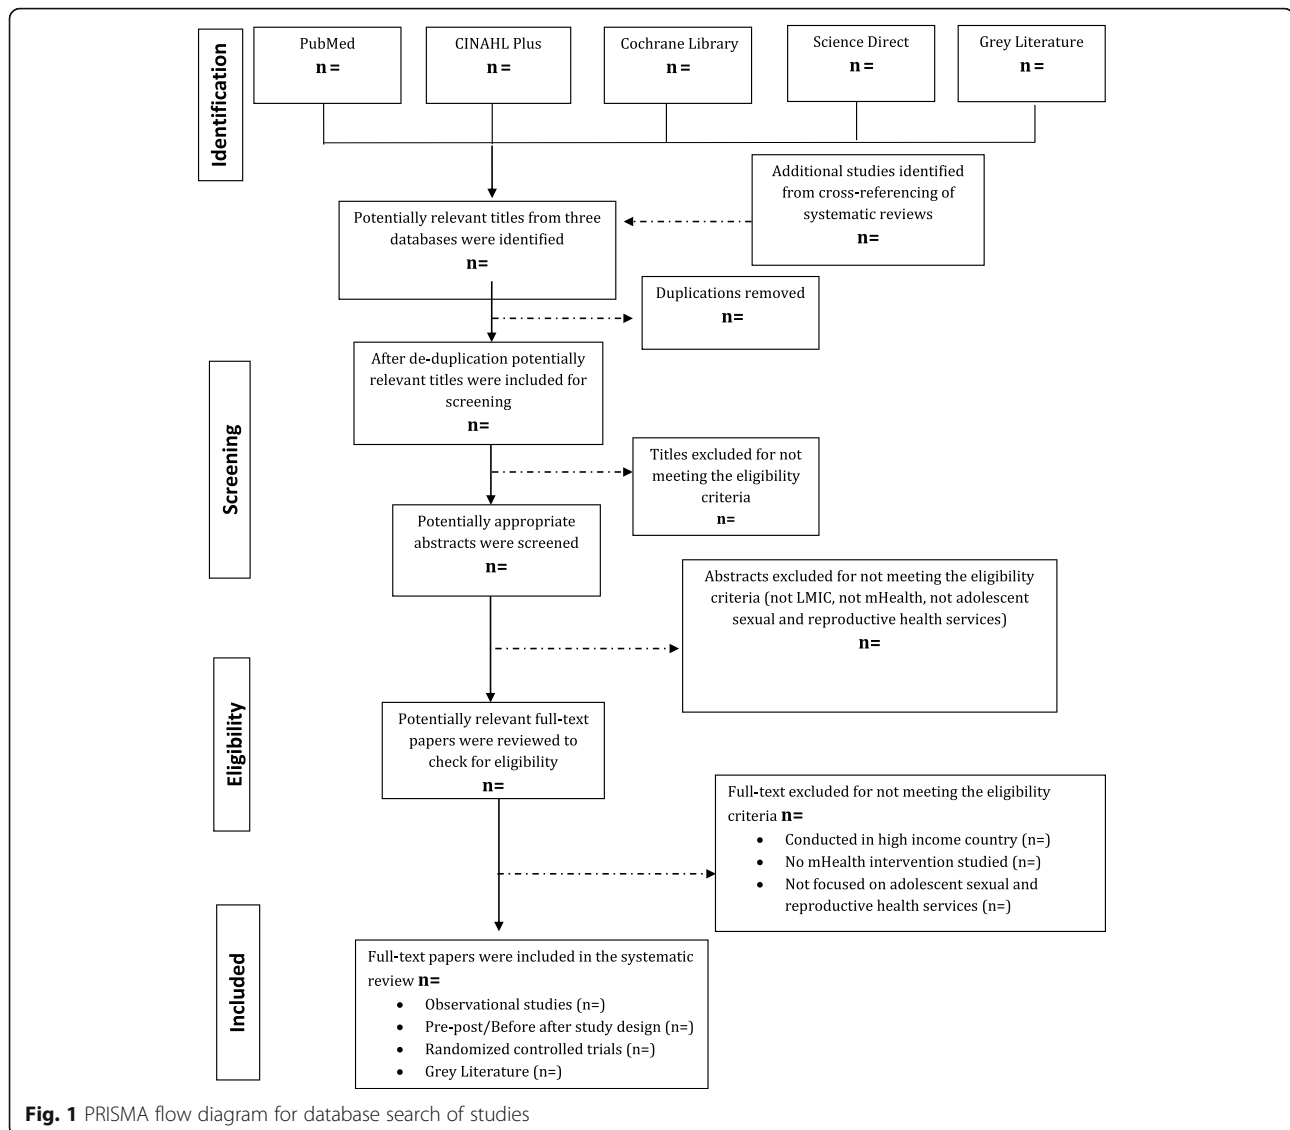 Identification
PubMed
n =
CINAHL Plus
n =
Cochrane Library
n =
Science Direct
n =
Grey Literature
n =
Additional studies identified
from cross-referencing of
systematic reviews
n=
Potentially relevant titles from three
databases were identified
n=
Duplications removed
n=
Screening
After de-duplication potentially
relevant titles were included for
screening
n=
Titles excluded for not
meeting the eligibility
criteria
n=
Potentially appropriate
abstracts were screened
n=
Abstracts excluded for not meeting the eligibility
criteria (not LMIC, not mHealth, not adolescent
sexual and reproductive health services)
n=
Eligibility
Potentially relevant full-text
papers were reviewed to
check for eligibility
n=
Full-text excluded for not meeting the eligibility
criteria n=
• Conducted in high income country (n=)
• No mHealth intervention studied (n=)
• Not focused on adolescent sexual and
reproductive health services (n=)
Included
Full-text papers were included in the systematic
review n=
• Observational studies (n=)
• Pre-post/Before after study design (n=)
• Randomized controlled trials (n=)
• Grey Literature (n=)
Fig. 1 PRISMA flow diagram for database search of studies